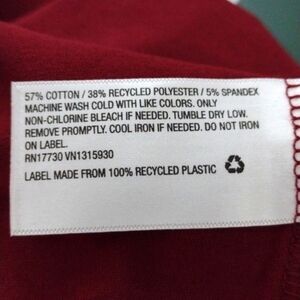 57% COTTON / 38% RECYCLED POLYESTER / 5% SPANDEX
MACHINE WASH COLD WITH LIKE COLORS. ONLY
NON-CHLORINE BLEACH IF NEEDED. TUMBLE DRY LOW.
REMOVE PROMPTLY. COOL IRON IF NEEDED. DO NOT IRON
ON LABEL.
RN17730 VN1315930
LABEL MADE FROM 100% RECYCLED PLASTIC